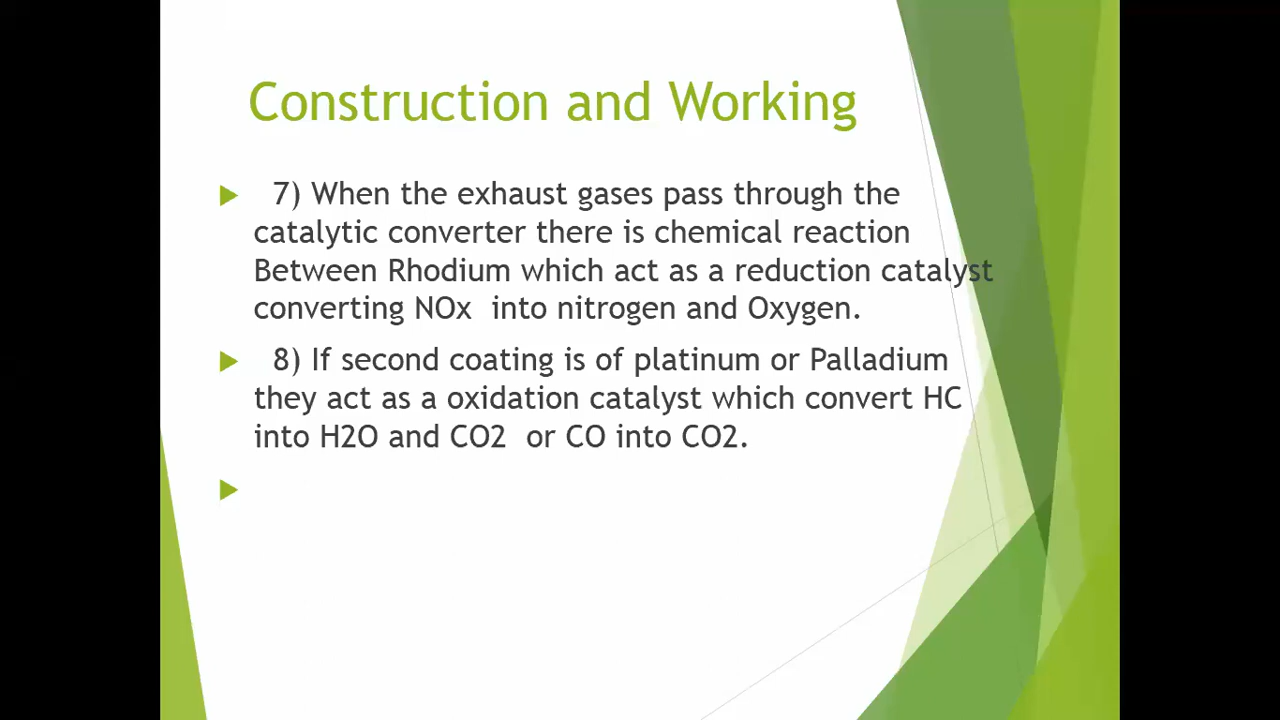 Construction and Working
7) When the exhaust gases pass through the
catalytic converter there is chemical reaction
Between Rhodium which act as a reduction catalyst
converting NOx  into nitrogen and Oxygen.
8) If second coating is of platinum or Palladium
they act as a oxidation catalyst which convert HC
into H2O and CO2  or CO into CO2.